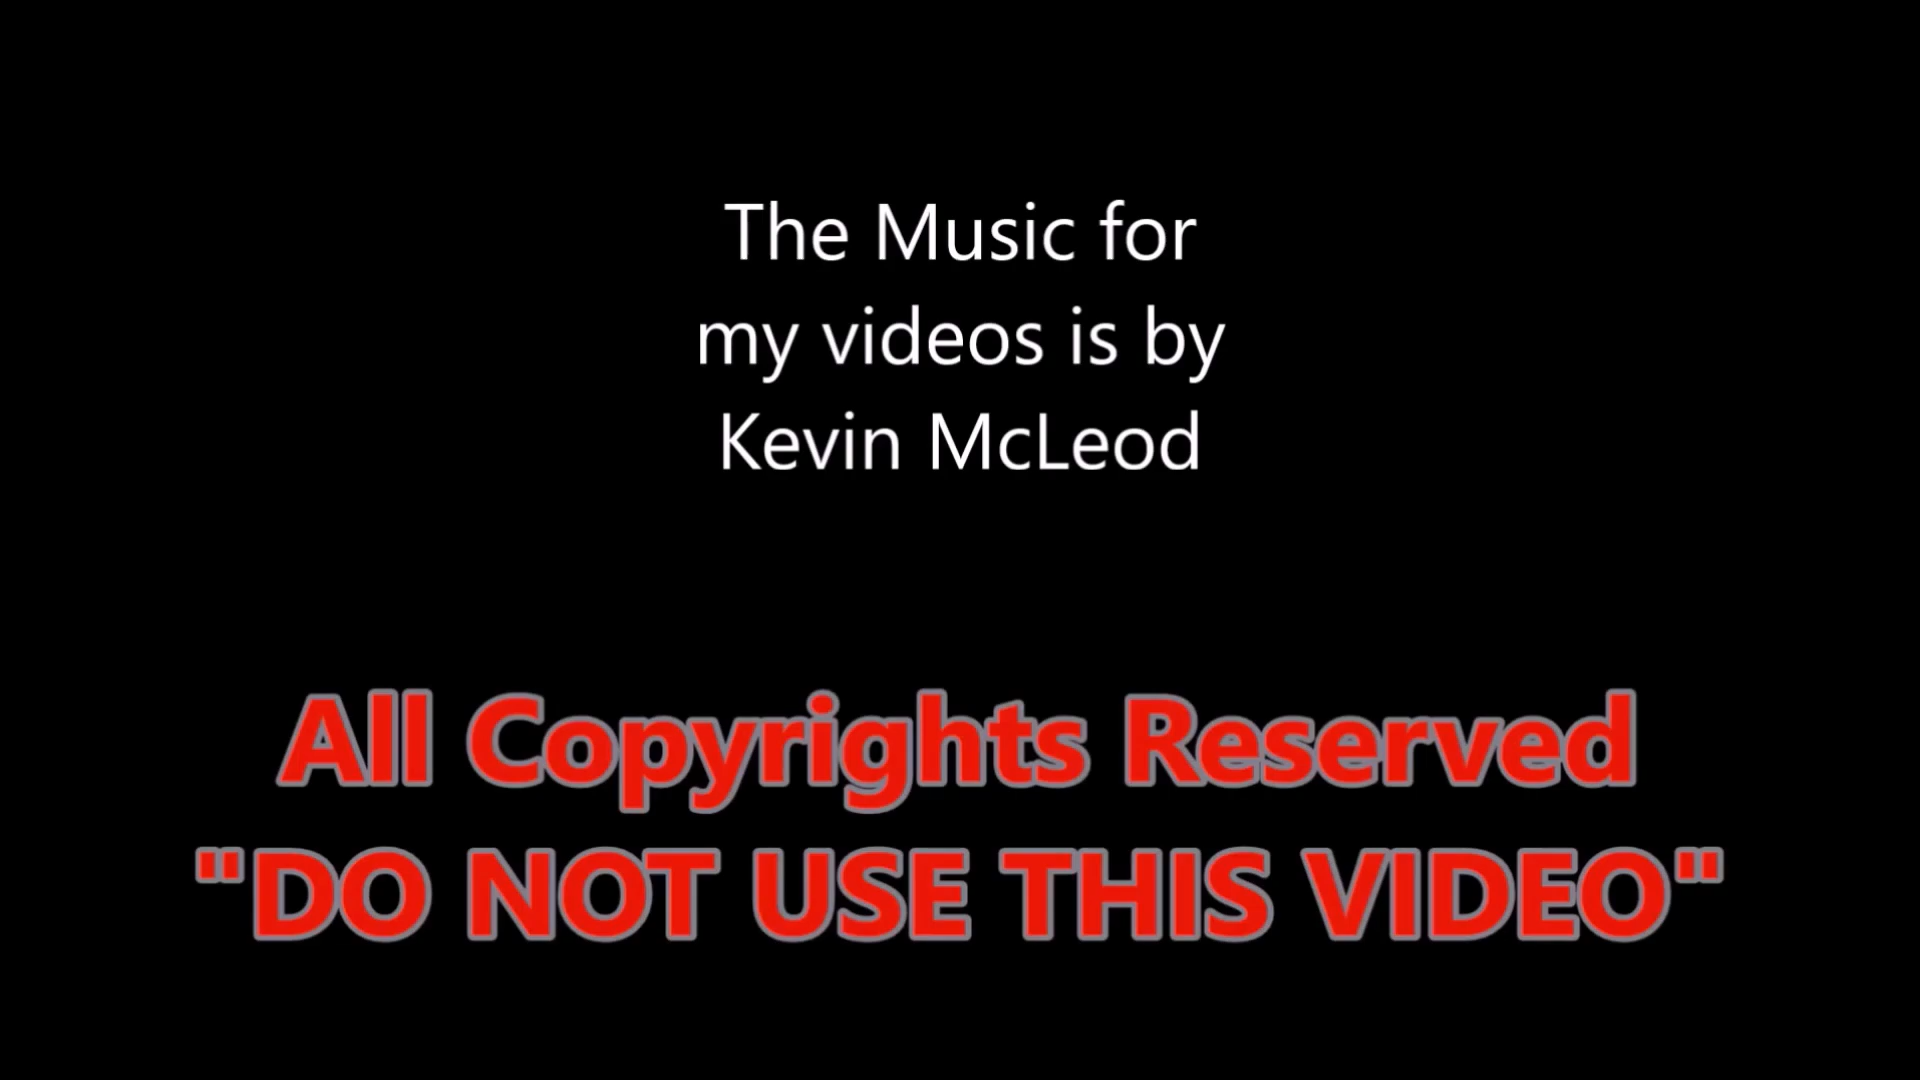 The Music for
my videos is by
Kevin McLeod
All Copyrights Reserved
"DO NOT USE THIS VIDEO"